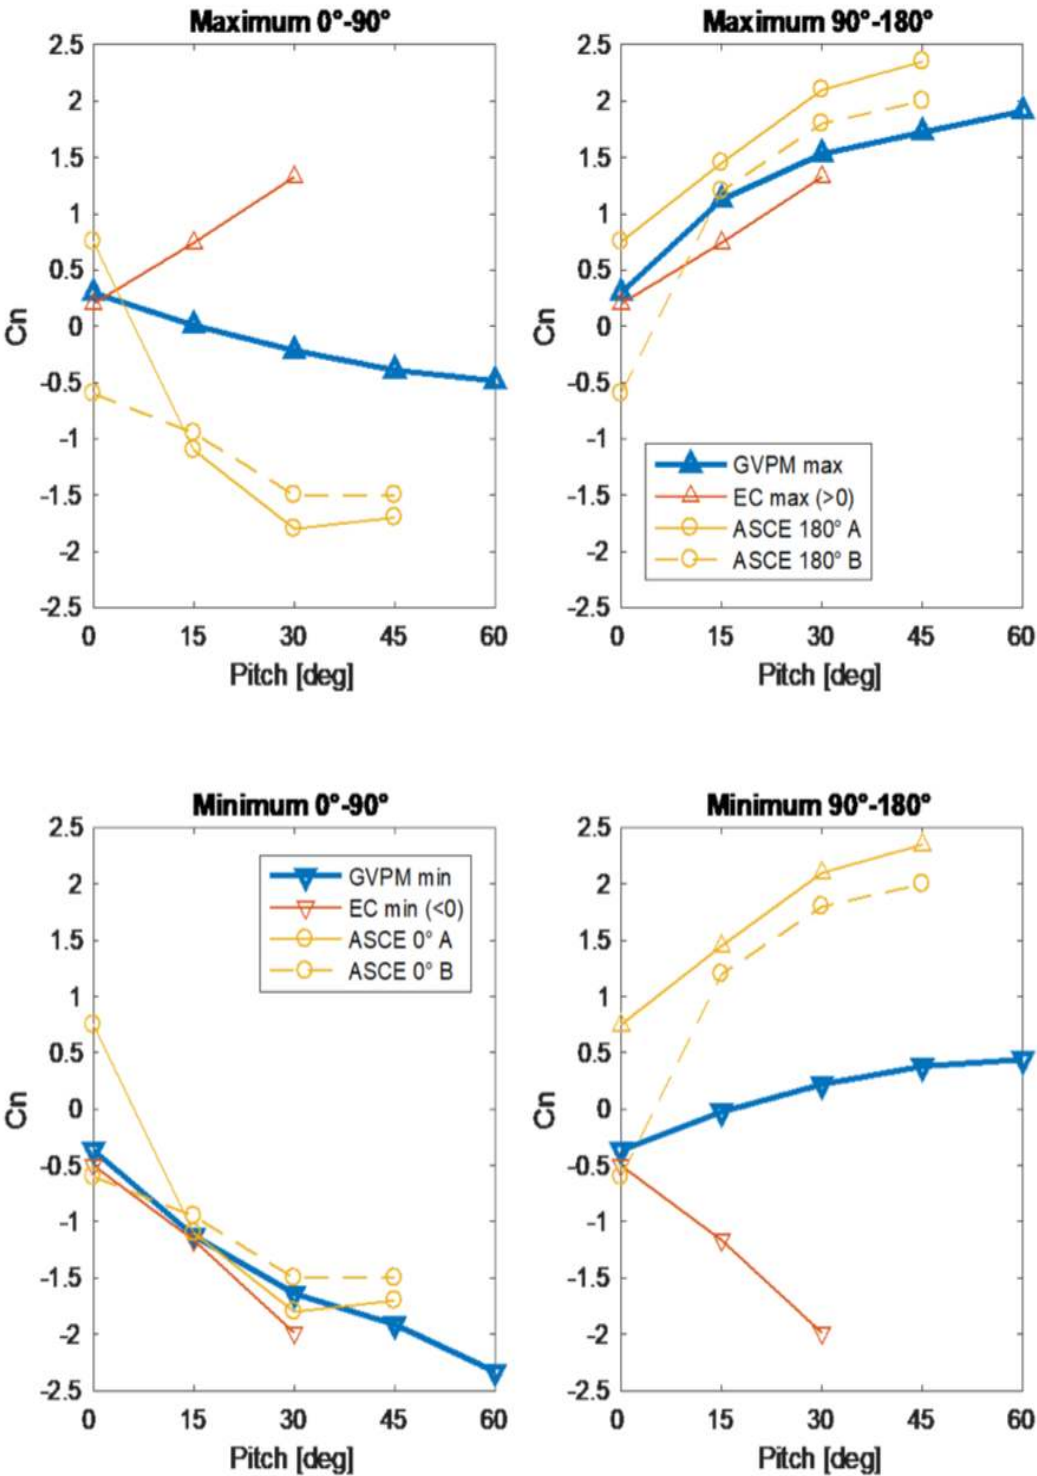 Maximum 0°-90°
2.5
2
1.5
1
0.5
0
-0.5
-1
-1.5
-2
-2.5
Cn
0 15 30 45 60
Pitch [deg]
Maximum 90°-180°
2.5
2
1.5
1
0.5
0
-0.5
-1
-1.5
-2
-2.5
Cn
GVPM max
EC max (>0)
ASCE 180° A
ASCE 180° B
0 15 30 45 60
Pitch [deg]
Minimum 0°-90°
2.5
2
1.5
1
0.5
0
-0.5
-1
-1.5
-2
-2.5
Cn
GVPM min
EC min (<0)
ASCE 0° A
ASCE 0° B
0 15 30 45 60
Pitch [deg]
Minimum 90°-180°
2.5
2
1.5
1
0.5
0
-0.5
-1
-1.5
-2
-2.5
Cn
0 15 30 45 60
Pitch [deg]